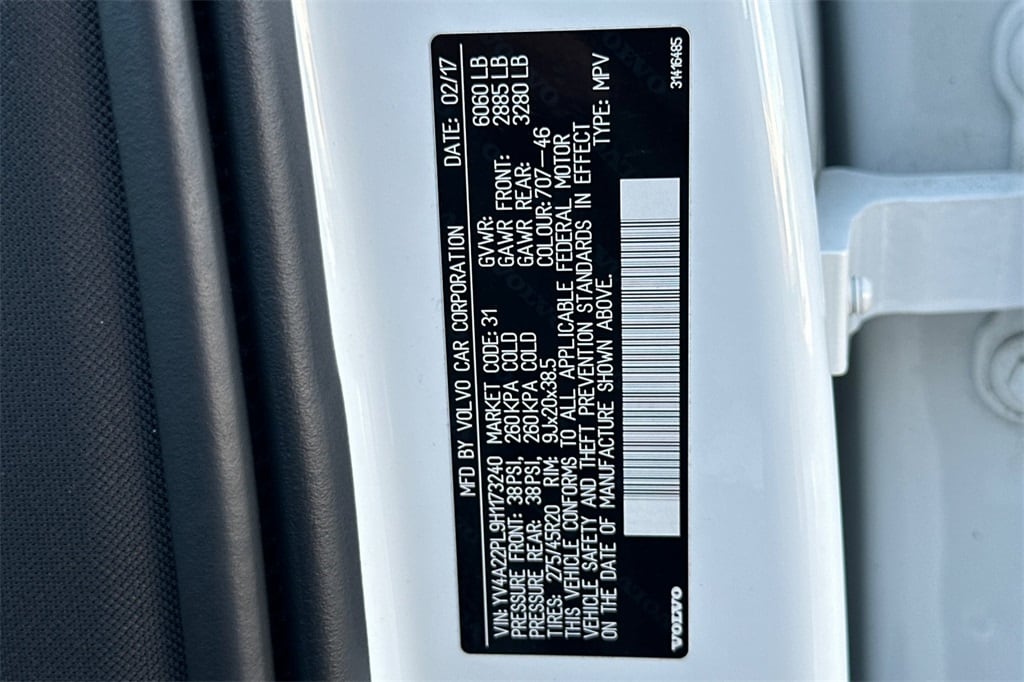 MFD BY VOLVO CAR CORPORATION DATE: 02/17
VIN: YV4A22PL9H1173240 MARKET CODE: 31 GVWR: 6060 LB
PRESSURE FRONT: 38PSI, 260KPA COLD GAWR FRONT: 2885 LB
PRESSURE REAR: 38PSI, 260KPA COLD GAWR REAR: 3280 LB
TIRES: 275/45R20 RIM: 9Jx20x38.5 COLOUR: 707-46
THIS VEHICLE CONFORMS TO ALL APPLICABLE FEDERAL MOTOR
VEHICLE SAFETY AND THEFT PREVENTION STANDARDS IN EFFECT
ON THE DATE OF MANUFACTURE SHOWN ABOVE. TYPE: MPV
VOLVO 31416485